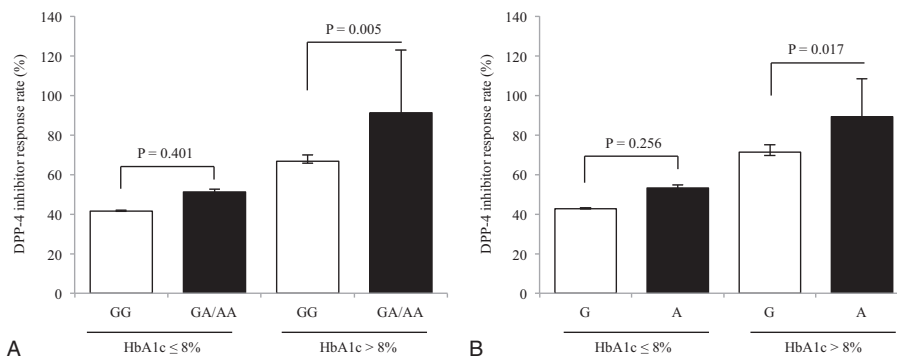 140
120
100
80
60
40
20
0
DPP-4 inhibitor response rate (%)
P = 0.401
P = 0.005
GG GA/AA GG GA/AA
HbA1c ≤ 8% HbA1c > 8%
A
140
120
100
80
60
40
20
0
DPP-4 inhibitor response rate (%)
P = 0.256
P = 0.017
G A G A
HbA1c ≤ 8% HbA1c > 8%
B